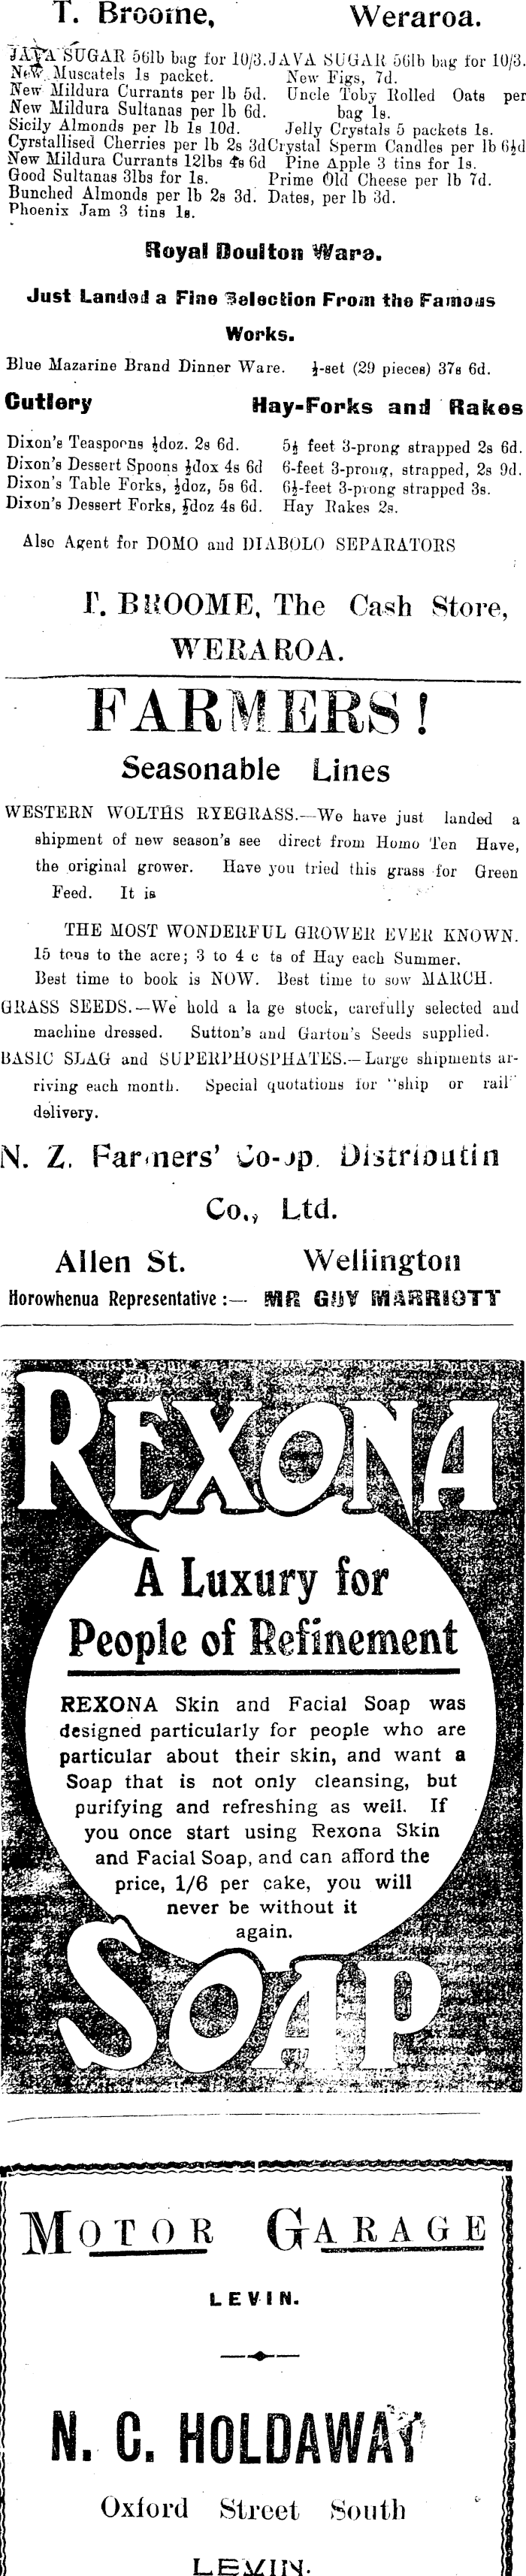 T. Broome, Weraroa.
JAVA SUGAR 56lb bag for 10/3. JAVA SUGAR 56lb bag for 10/3.
New Muscatels 1s packet. New Figs, 7d.
New Mildura Currants per lb 5d. Uncle Toby Rolled Oats per
New Mildura Sultanas per lb 6d. bag 1s.
Sicily Almonds per lb 1s 10d. Jelly Crystals 5 packets 1s.
Cyrstallised Cherries per lb 2s 3d Crystal Sperm Candles per lb 6½d
New Mildura Currants 12lbs 4s 6d Pine Apple 3 tins for 1s.
Good Sultanas 3lbs for 1s. Prime Old Cheese per lb 7d.
Bunched Almonds per lb 2s 3d. Dates, per lb 3d.
Phoenix Jam 3 tins 1s.
Royal Doulton Ware.
Just Landed a Fine Selection From the Famous
Works.
Blue Mazarine Brand Dinner Ware. ½-set (29 pieces) 37s 6d.
Cutlery Hay-Forks and Rakes
Dixon's Teaspoons ½doz. 2s 6d. 5½ feet 3-prong strapped 2s 6d.
Dixon's Dessert Spoons ½dox 4s 6d 6-feet 3-prong, strapped, 2s 9d.
Dixon's Table Forks, ½doz, 5s 6d. 6½-feet 3-prong strapped 3s.
Dixon's Dessert Forks, ½doz 4s 6d. Hay Rakes 2s.
Also Agent for DOMO and DIABOLO SEPARATORS
T. BROOME, The Cash Store,
WERAROA.
FARMERS!
Seasonable Lines
WESTERN WOLTHS RYEGRASS.—We have just landed a
shipment of new season's see direct from Homo Ten Have,
the original grower. Have you tried this grass for Green
Feed. It is
THE MOST WONDERFUL GROWER EVER KNOWN.
15 tons to the acre; 3 to 4 c ts of Hay each Summer.
Best time to book is NOW. Best time to sow MARCH.
GRASS SEEDS.—We hold a la ge stock, carefully selected and
machine dressed. Sutton's and Garton's Seeds supplied.
BASIC SLAG and SUPERPHOSPHATES.—Large shipments ar-
riving each month. Special quotations for "ship or rail"
delivery.
N. Z. Farmers' Co-op. Distributin
Co., Ltd.
Allen St. Wellington
Horowhenua Representative:— MR GUY MARRIOTT
REXONA
A Luxury for
People of Refinement
REXONA Skin and Facial Soap was
designed particularly for people who are
particular about their skin, and want a
Soap that is not only cleansing, but
purifying and refreshing as well. If
you once start using Rexona Skin
and Facial Soap, and can afford the
price, 1/6 per cake, you will
never be without it
again.
SOAP
MOTOR GARAGE
LEVIN.
N. C. HOLDAWAY
Oxford Street South
LEVIN.